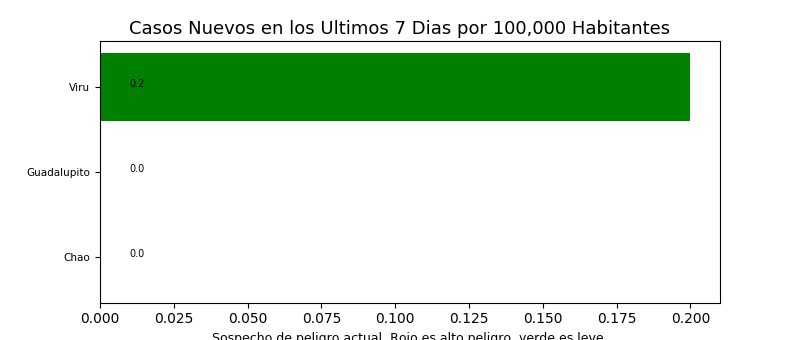 Casos Nuevos en los Ultimos 7 Dias por 100,000 Habitantes
Viru
0.2
Guadalupito
0.0
Chao
0.0
0.000 0.025 0.050 0.075 0.100 0.125 0.150 0.175 0.200
Sospecho de peligro actual. Rojo es alto peligro, verde es leve